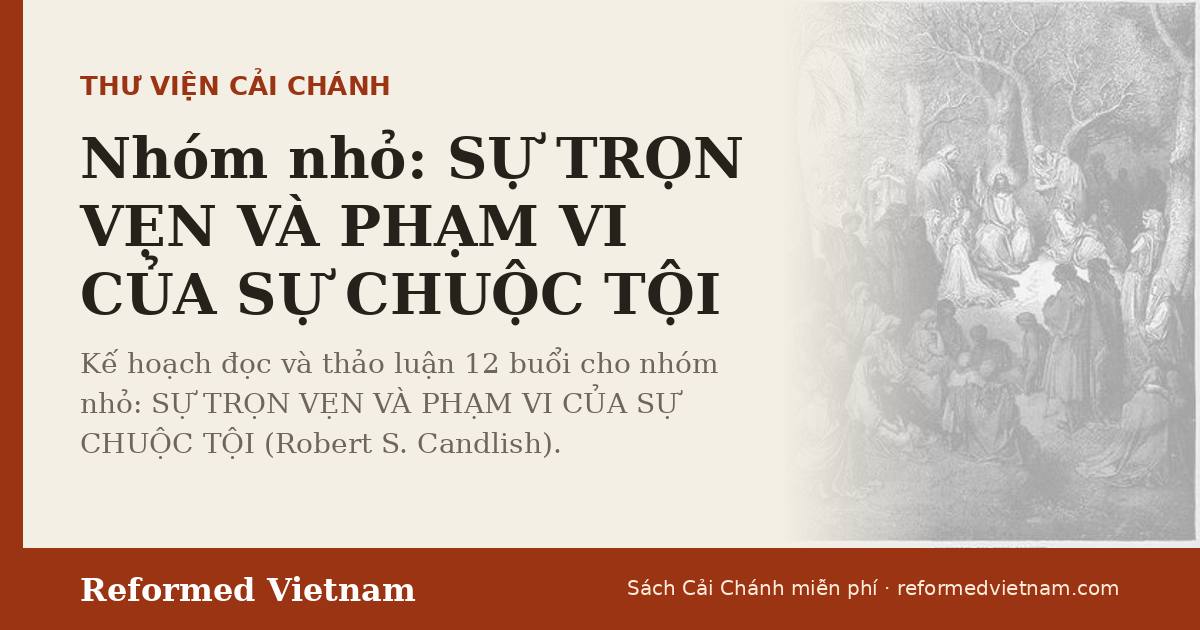 THƯ VIỆN CẢI CHÁNH
Nhóm nhỏ: SỰ TRỌN
VẸN VÀ PHẠM VI
CỦA SỰ CHUỘC TỘI
Kế hoạch đọc và thảo luận 12 buổi cho nhóm
nhỏ: SỰ TRỌN VẸN VÀ PHẠM VI CỦA SỰ
CHUỘC TỘI (Robert S. Candlish).
Reformed Vietnam
Sách Cải Chánh miễn phí · reformedvietnam.com